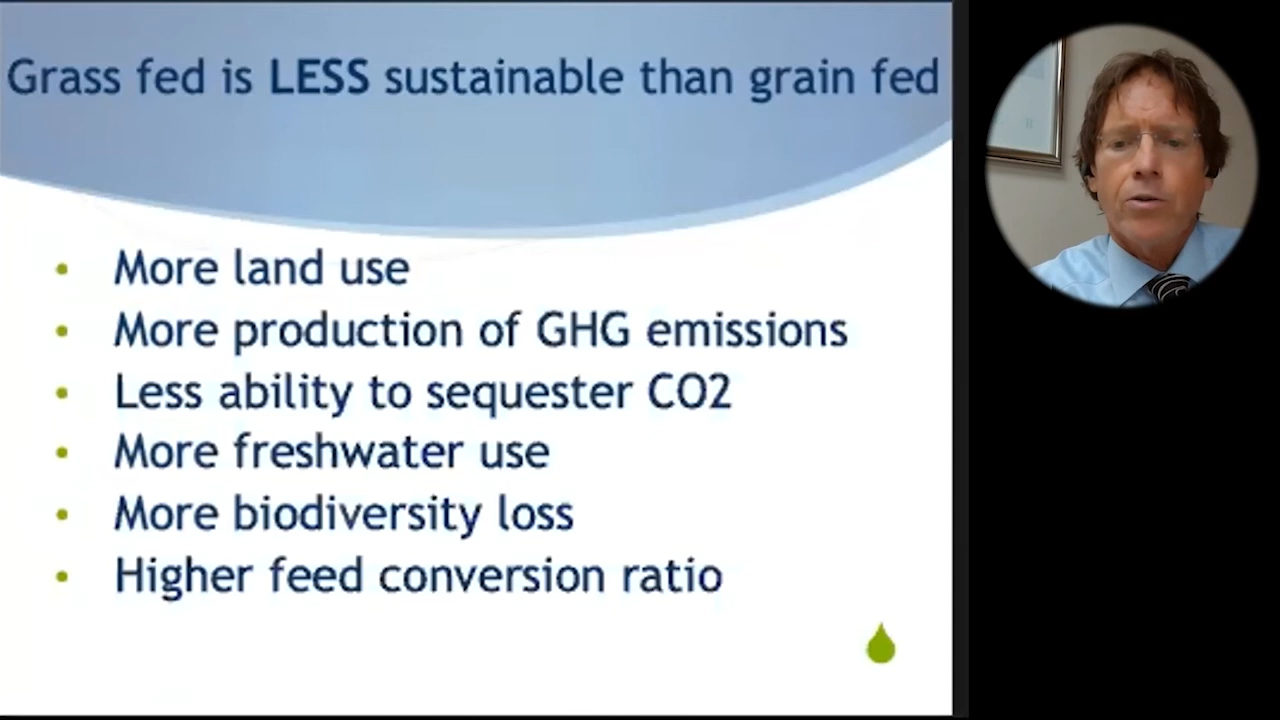 Grass fed is LESS sustainable than grain fed
• More land use
• More production of GHG emissions
• Less ability to sequester CO2
• More freshwater use
• More biodiversity loss
• Higher feed conversion ratio